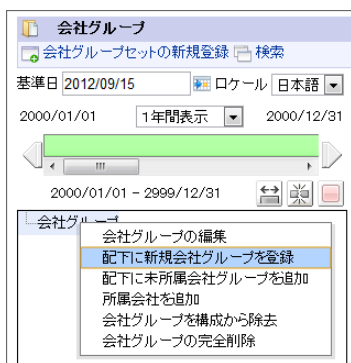 会社グループ
会社グループセットの新規登録 検索
基準日 2012/09/15 ロケール 日本語
2000/01/01 1年間表示 2000/12/31
2000/01/01 - 2999/12/31
会社グループ
会社グループの編集
配下に新規会社グループを登録
配下に未所属会社グループを追加
所属会社を追加
会社グループを構成から除去
会社グループの完全削除